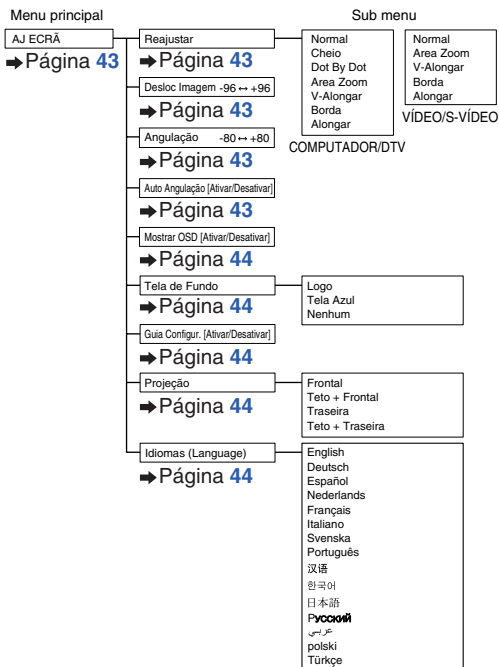 Menu principal
Sub menu
AJ ECRÃ
Página 43
Reajustar
Página 43
Normal
Cheio
Dot By Dot
Area Zoom
V-Alongar
Borda
Alongar
COMPUTADOR/DTV
Normal
Area Zoom
V-Alongar
Borda
Alongar
VÍDEO/S-VÍDEO
Desloc Imagem -96 ↔ +96
Página 43
Angulação -80 ↔ +80
Página 43
Auto Angulação [Ativar/Desativar]
Página 43
Mostrar OSD [Ativar/Desativar]
Página 44
Tela de Fundo
Página 44
Logo
Tela Azul
Nenhum
Guia Configur. [Ativar/Desativar]
Página 44
Projeção
Página 44
Frontal
Teto + Frontal
Traseira
Teto + Traseira
Idiomas (Language)
Página 44
English
Deutsch
Español
Nederlands
Français
Italiano
Svenska
Português
汉语
한국어
日本語
Русский
عربي
polski
Türkçe